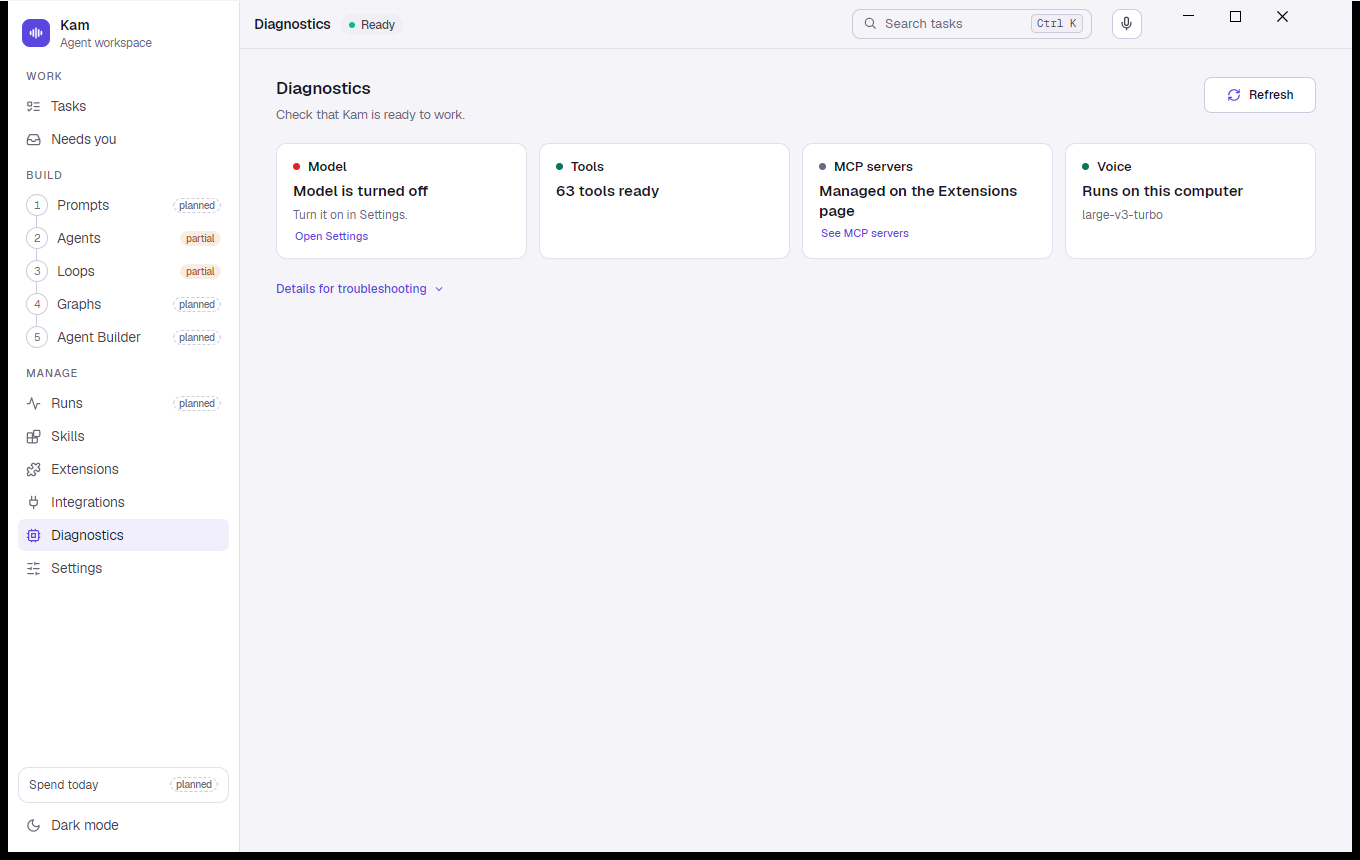 Kam
Agent workspace
WORK
Tasks
Needs you
BUILD
1 Prompts planned
2 Agents partial
3 Loops partial
4 Graphs planned
5 Agent Builder planned
MANAGE
Runs planned
Skills
Extensions
Integrations
Diagnostics
Settings
Spend today planned
Dark mode
Diagnostics Ready
Search tasks Ctrl K
Diagnostics
Check that Kam is ready to work.
Refresh
Model
Model is turned off
Turn it on in Settings.
Open Settings
Tools
63 tools ready
MCP servers
Managed on the Extensions
page
See MCP servers
Voice
Runs on this computer
large-v3-turbo
Details for troubleshooting